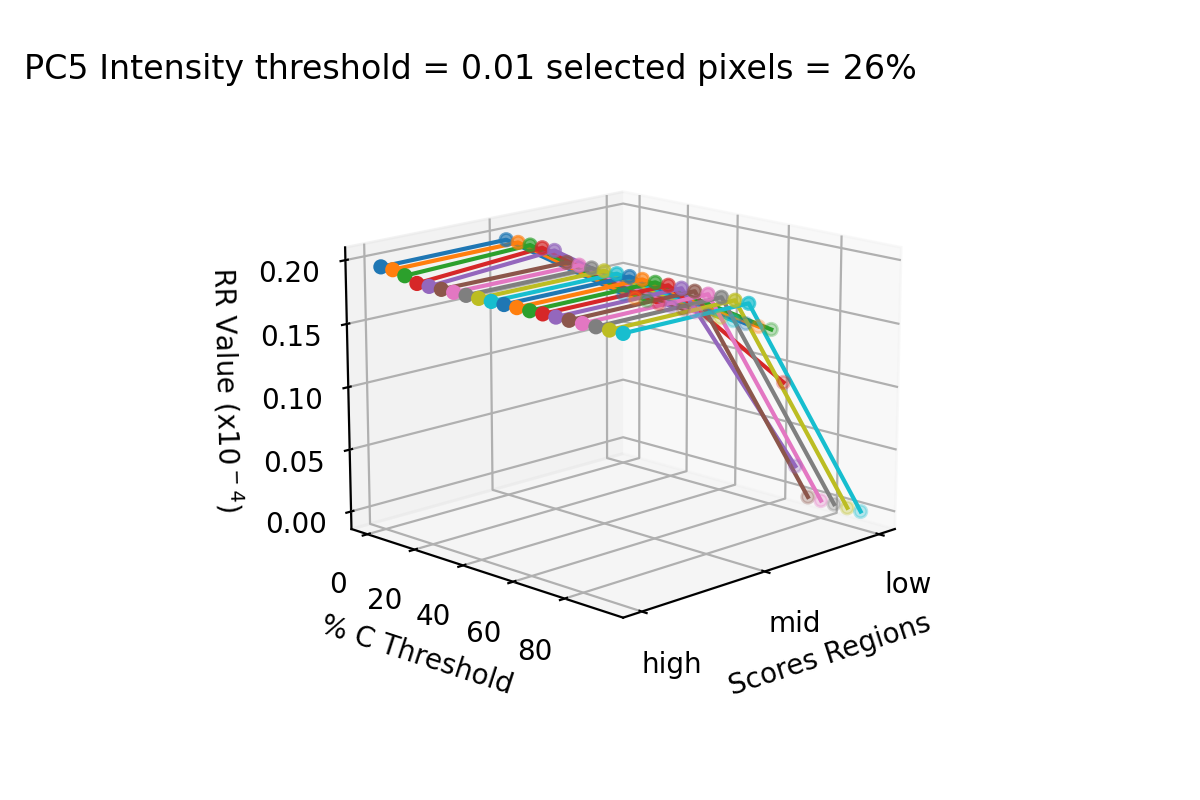 PC5 Intensity threshold = 0.01 selected pixels = 26%
RR Value (x10⁻⁴)
0.20
0.15
0.10
0.05
0.00
0
20
40
60
80
% C Threshold
high
mid
low
Scores Regions